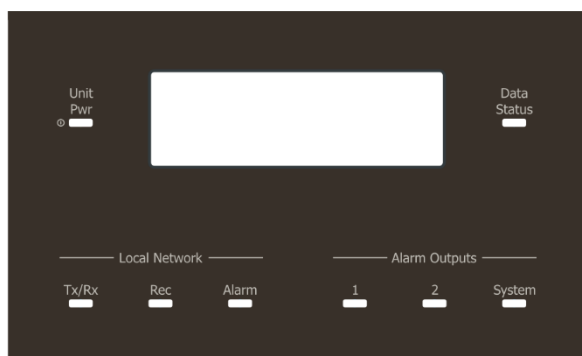 Unit
Pwr
Data
Status
Local Network
Alarm Outputs
Tx/Rx Rec Alarm 1 2 System